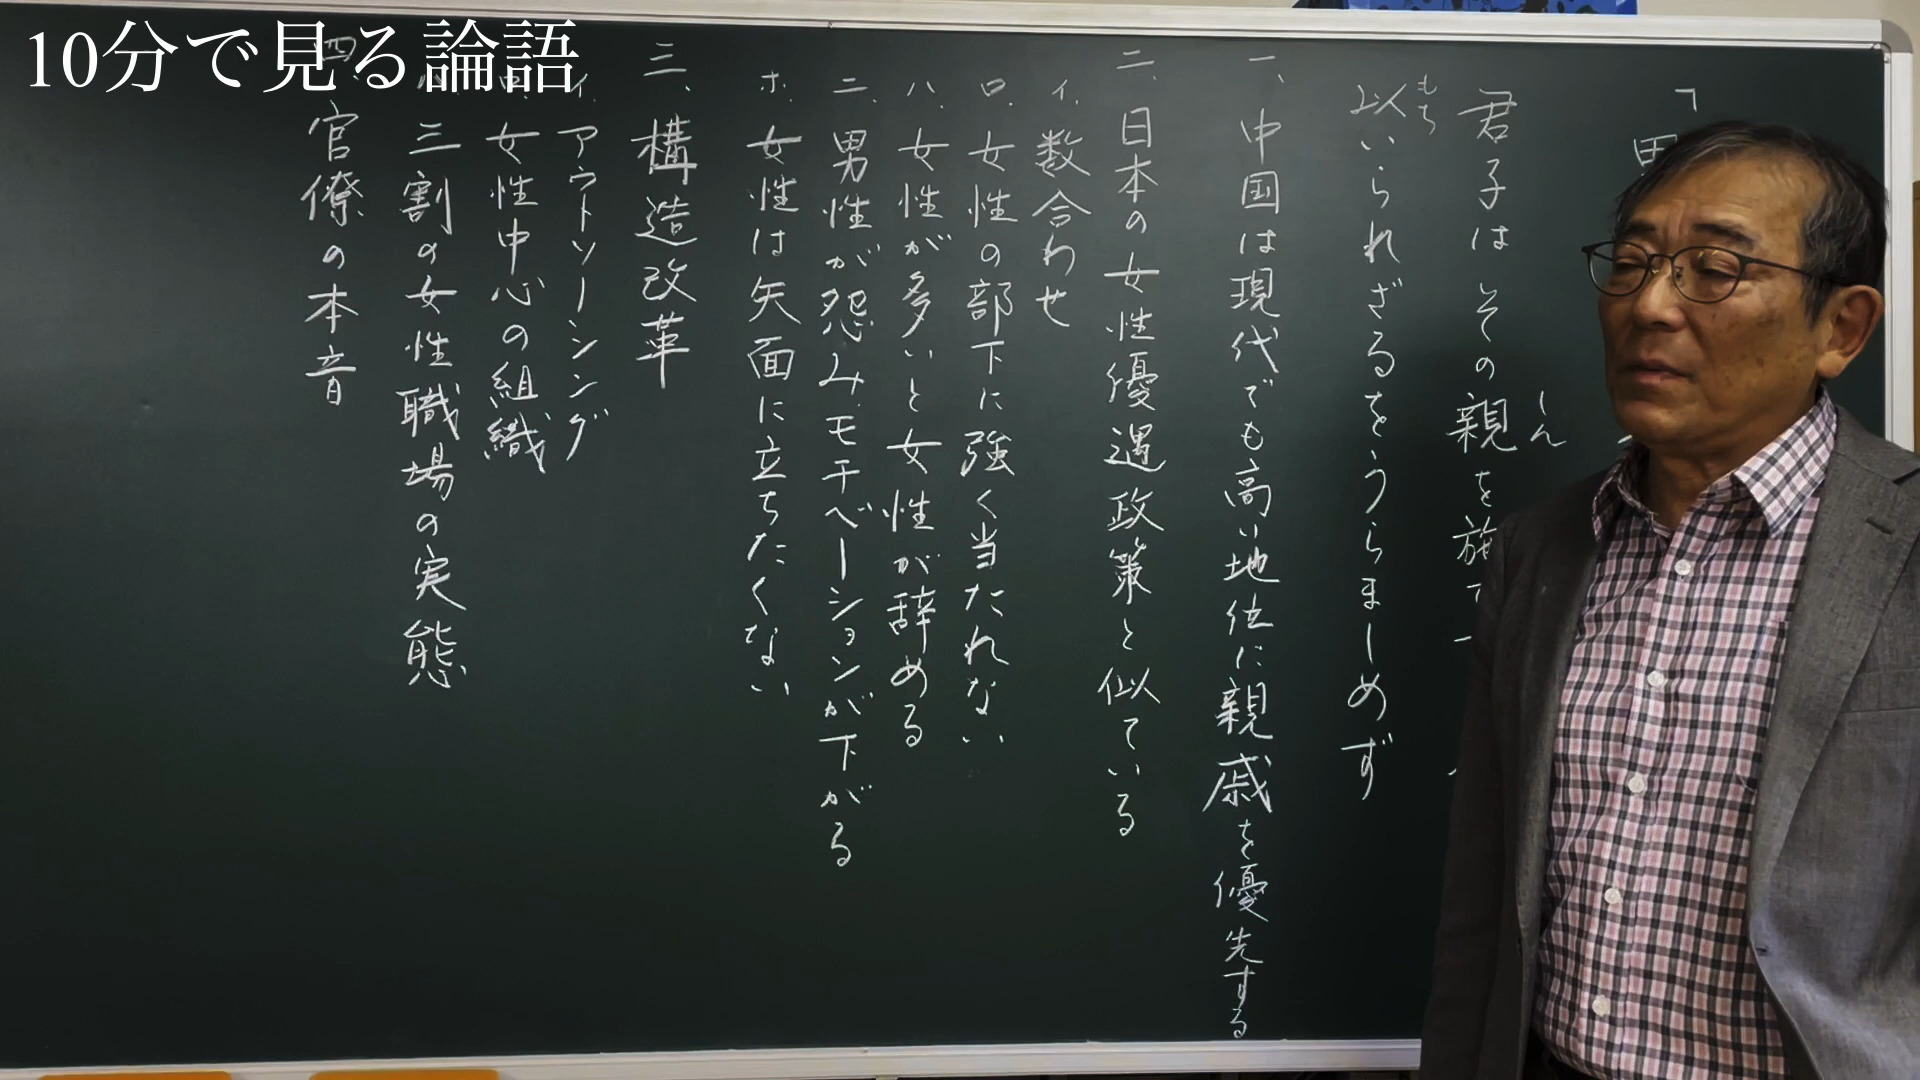 10分で見る論語
「男
君子はその親を施て
しん
以いられざるをうらましめず
もち
一、中国は現代でも高い地位に親戚を優先する
二、日本の女性優遇政策と似ている
イ.数合わせ
ロ.女性の部下に強く当たれない
ハ.女性が多いと女性が辞める
ニ.男性が怨み、モチベーションが下がる
ホ.女性は矢面に立ちたくない
三、構造改革
イ.アウトソーシング
ロ.女性中心の組織
ハ.三割の女性職場の実態
四、官僚の本音